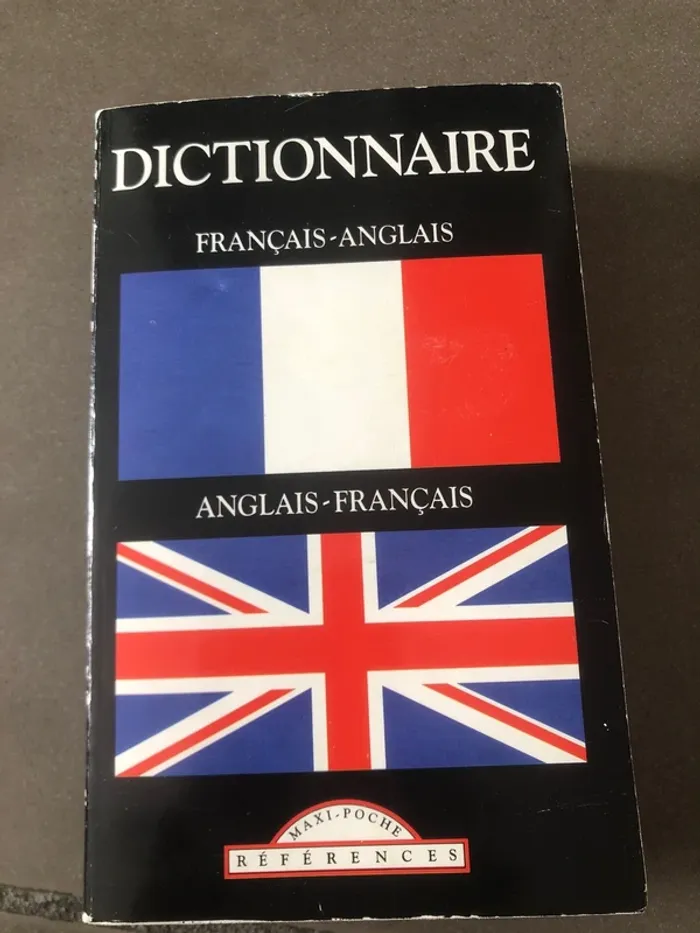 DICTIONNAIRE
FRANÇAIS-ANGLAIS
ANGLAIS-FRANÇAIS
MAXI-POCHE
RÉFÉRENCES